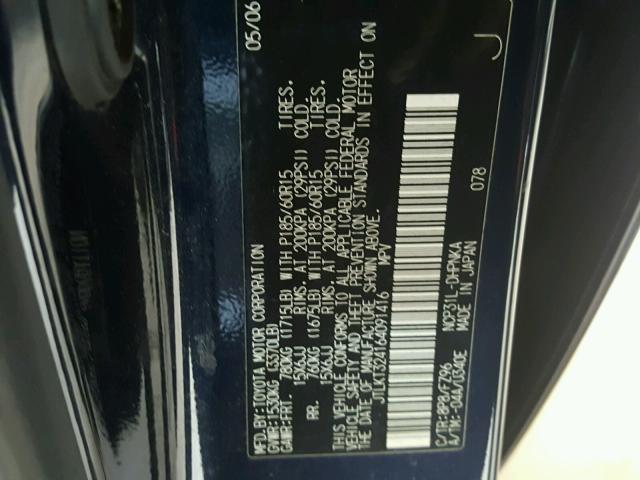 MFD.BY:TOYOTA MOTOR CORPORATION 05/06
GVWR:1530KG (3370LB)
GAWR:FRT. 780KG (1715LB) WITH P185/60R15 TIRES.
15X6JJ RIMS. AT 200KPA (29PSI) COLD.
RR. 760KG (1675LB) WITH P185/60R15 TIRES.
15X6JJ RIMS. AT 200KPA (29PSI) COLD.
THIS VEHICLE CONFORMS TO ALL APPLICABLE FEDERAL MOTOR
VEHICLE SAFETY AND THEFT PREVENTION STANDARDS IN EFFECT ON
THE DATE OF MANUFACTURE SHOWN ABOVE.
JTLKT324164091416 MPV
C/TR:8P8/FZ96 NCP31L-DHPNKA
A/TM:-04A/U340E MADE IN JAPAN
078
J